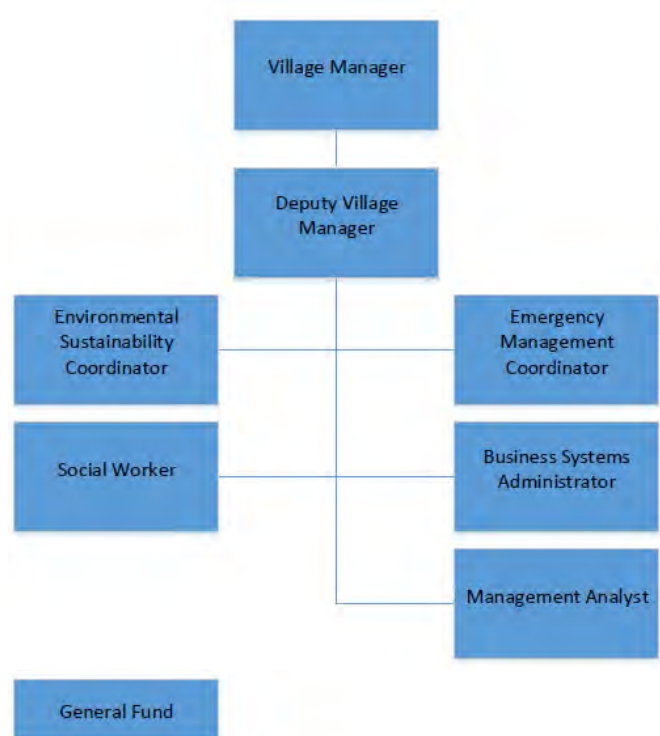 Village Manager
Deputy Village
Manager
Environmental
Sustainability
Coordinator
Emergency
Management
Coordinator
Social Worker
Business Systems
Administrator
Management Analyst
General Fund